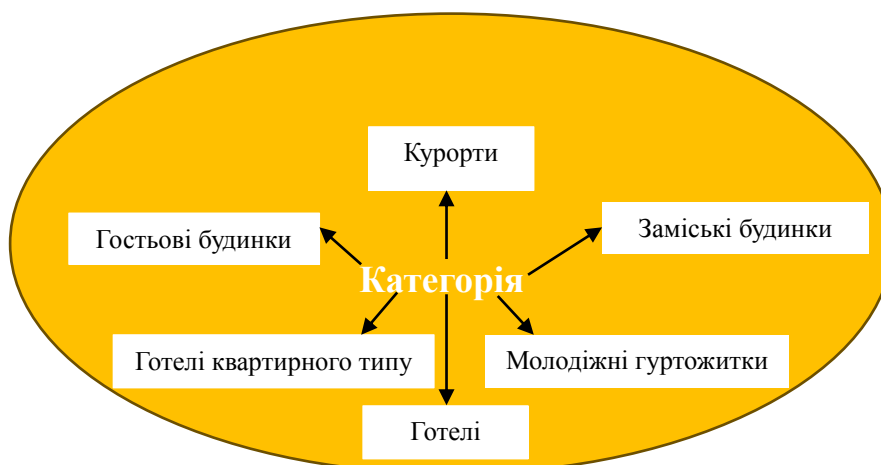 Курорти
Гостьові будинки
Заміські будинки
Категорія
Готелі квартирного типу
Молодіжні гуртожитки
Готелі